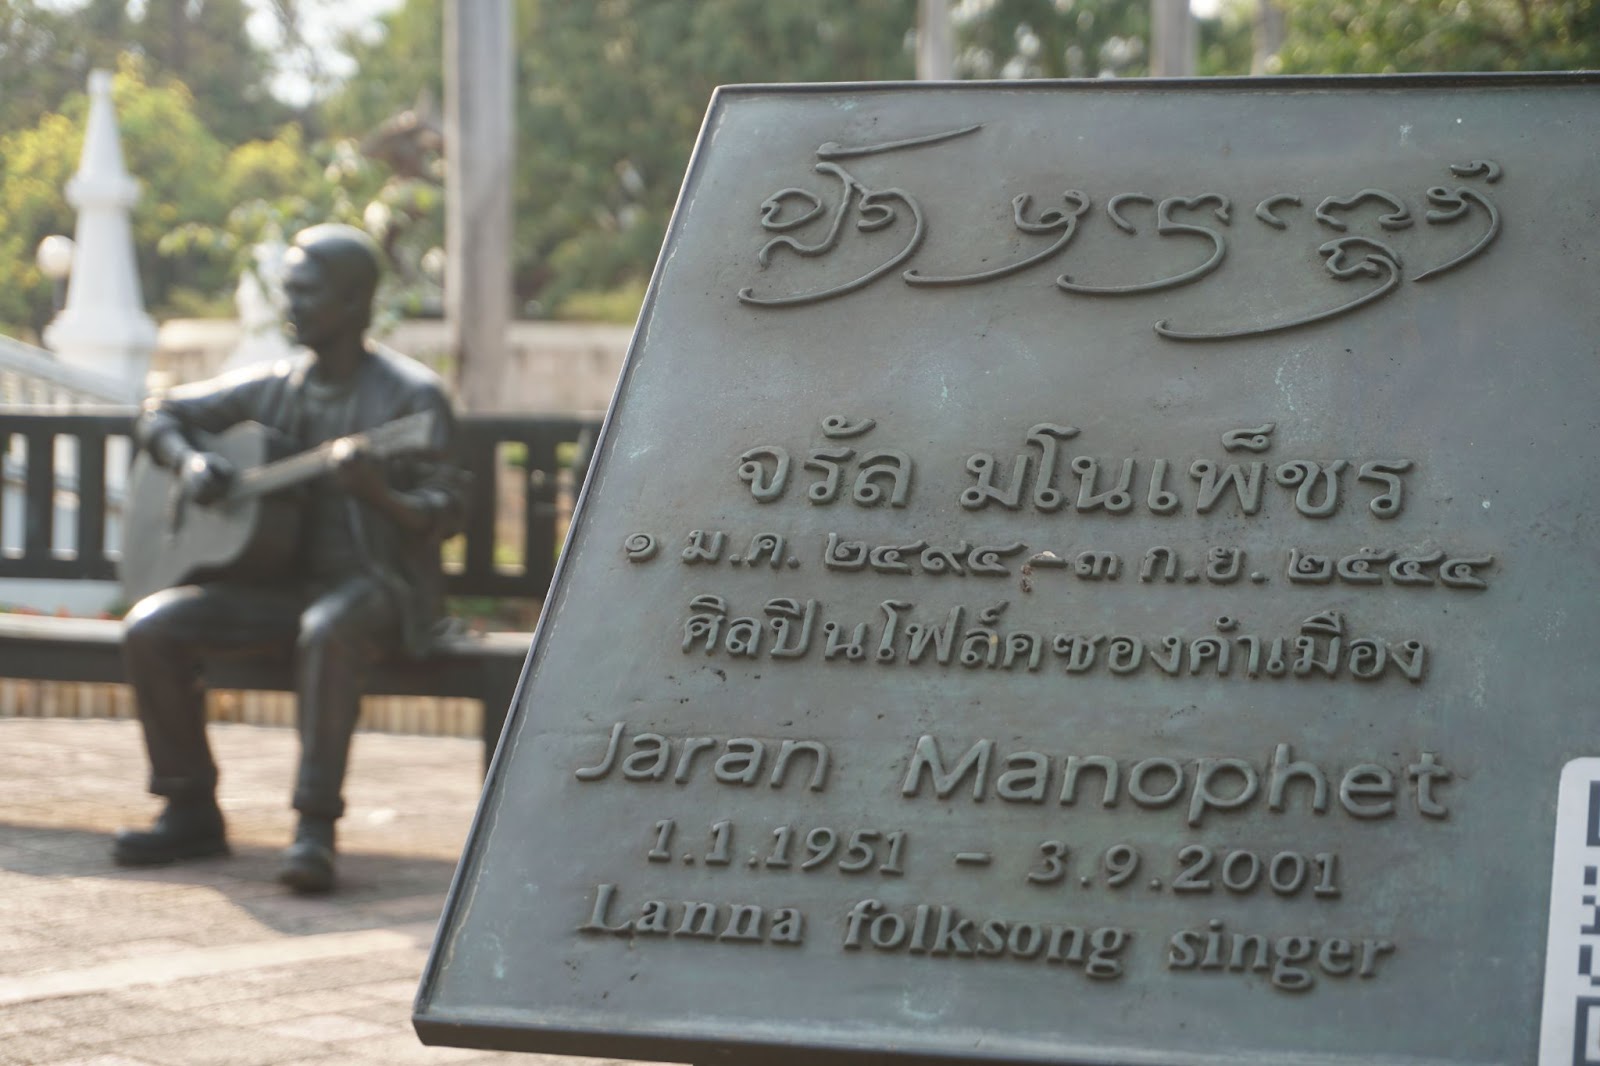 จรัล มโนเพ็ชร
๑ ม.ค. ๒๔๙๔ - ๓ ก.ย. ๒๕๔๔
ศิลปินโฟล์คซองคำเมือง
Jaran Manophet
1.1.1951 - 3.9.2001
Lanna folksong singer